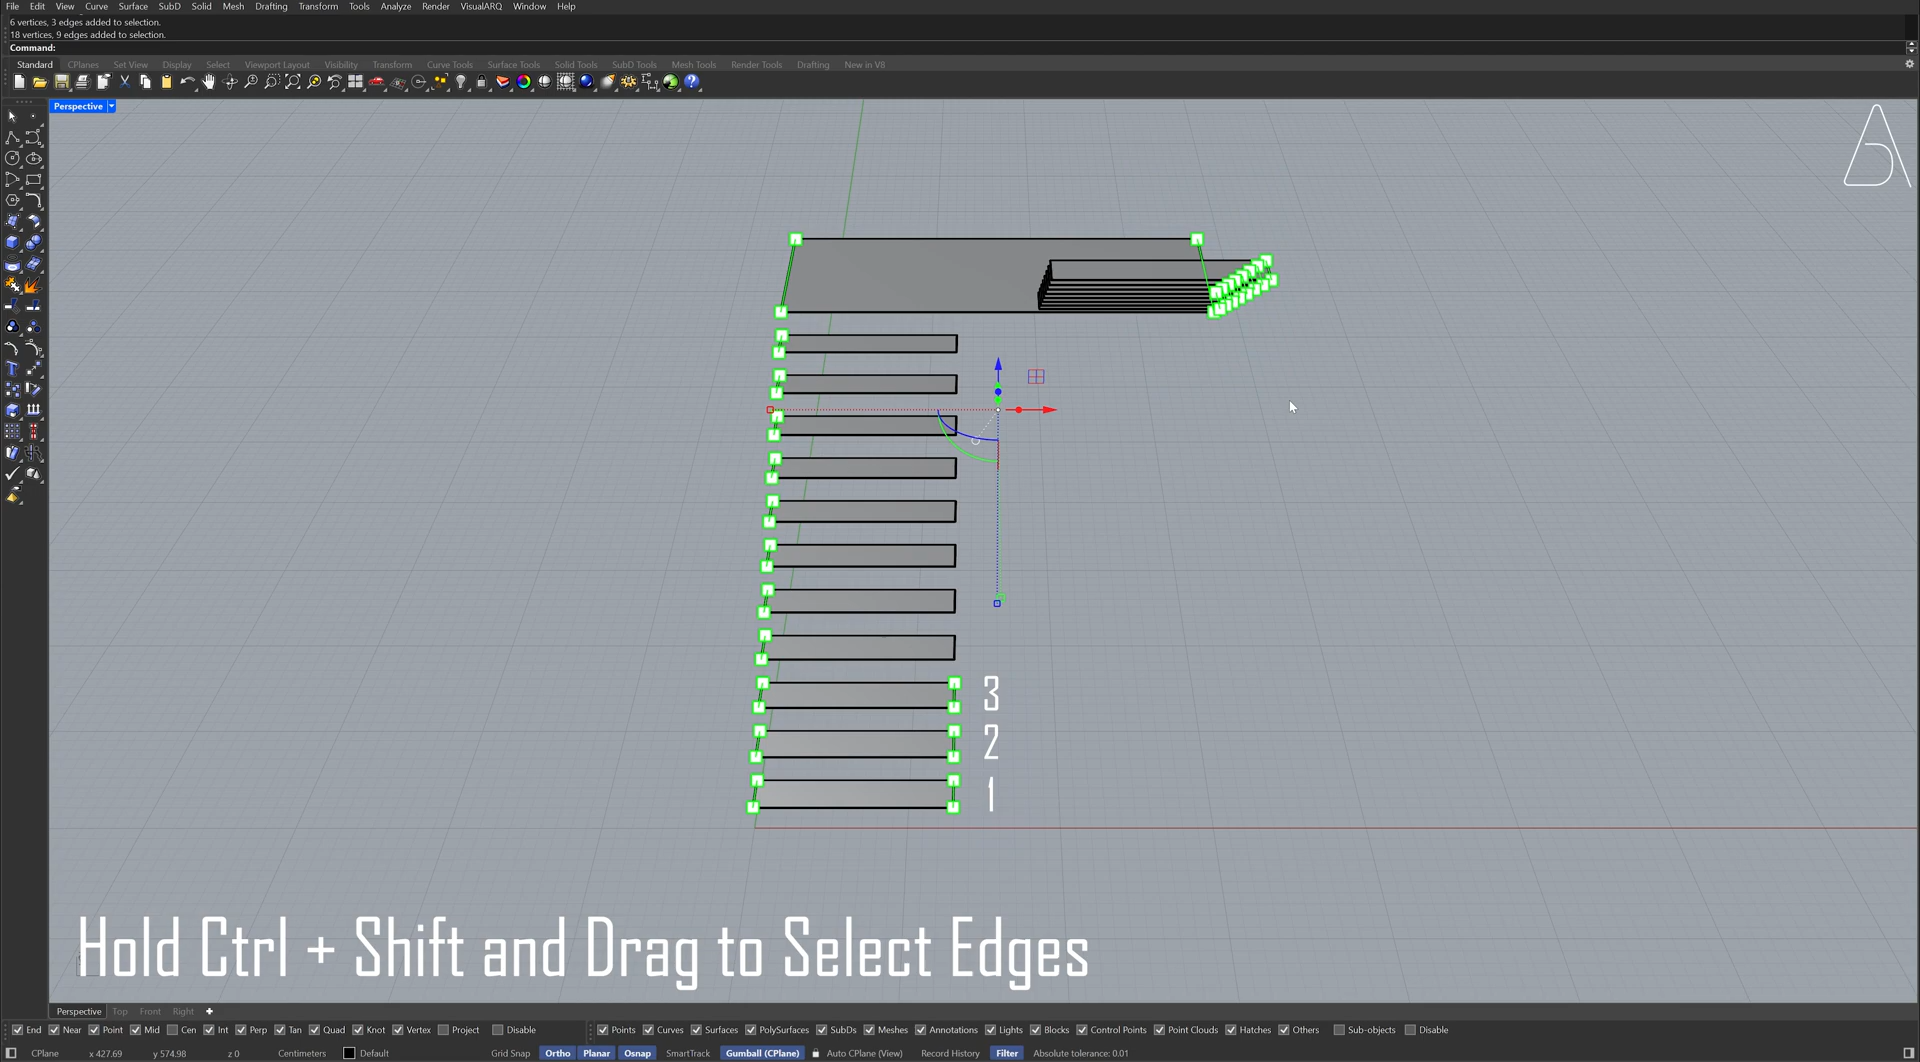 File Edit View Curve Surface SubD Solid Mesh Drafting Transform Tools Analyze Render VisualARQ Window Help
6 vertices, 3 edges added to selection.
18 vertices, 9 edges added to selection.
Command:
Standard CPlanes Set View Display Select Viewport Layout Visibility Transform Curve Tools Surface Tools Solid Tools SubD Tools Mesh Tools Render Tools Drafting New in V8
Perspective
3
2
1
Hold Ctrl + Shift and Drag to Select Edges
Perspective Top Front Right
End Near Point Mid Cen Int Perp Tan Quad Knot Vertex Project Disable Points Curves Surfaces PolySurfaces SubDs Meshes Annotations Lights Blocks Control Points Point Clouds Hatches Others Sub-objects Disable
CPlane x 427.69 y 574.98 z 0 Centimeters Default Grid Snap Ortho Planar Osnap SmartTrack Gumball (CPlane) Auto CPlane (View) Record History Filter Absolute tolerance: 0.01